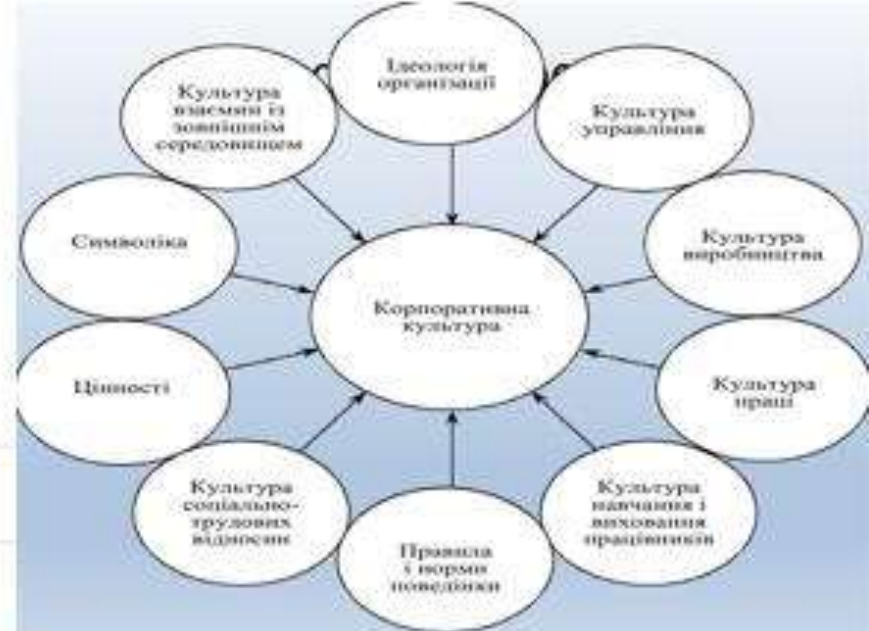 Ідеологія
організації
Культура
взаємин із
зовнішнім
середовищем
Культура
управління
Символіка
Культура
виробництва
Корпоративна
культура
Цінності
Культура
праці
Культура
соціально-
трудових
відносин
Правила
і норми
поведінки
Культура
навчання і
виховання
працівників